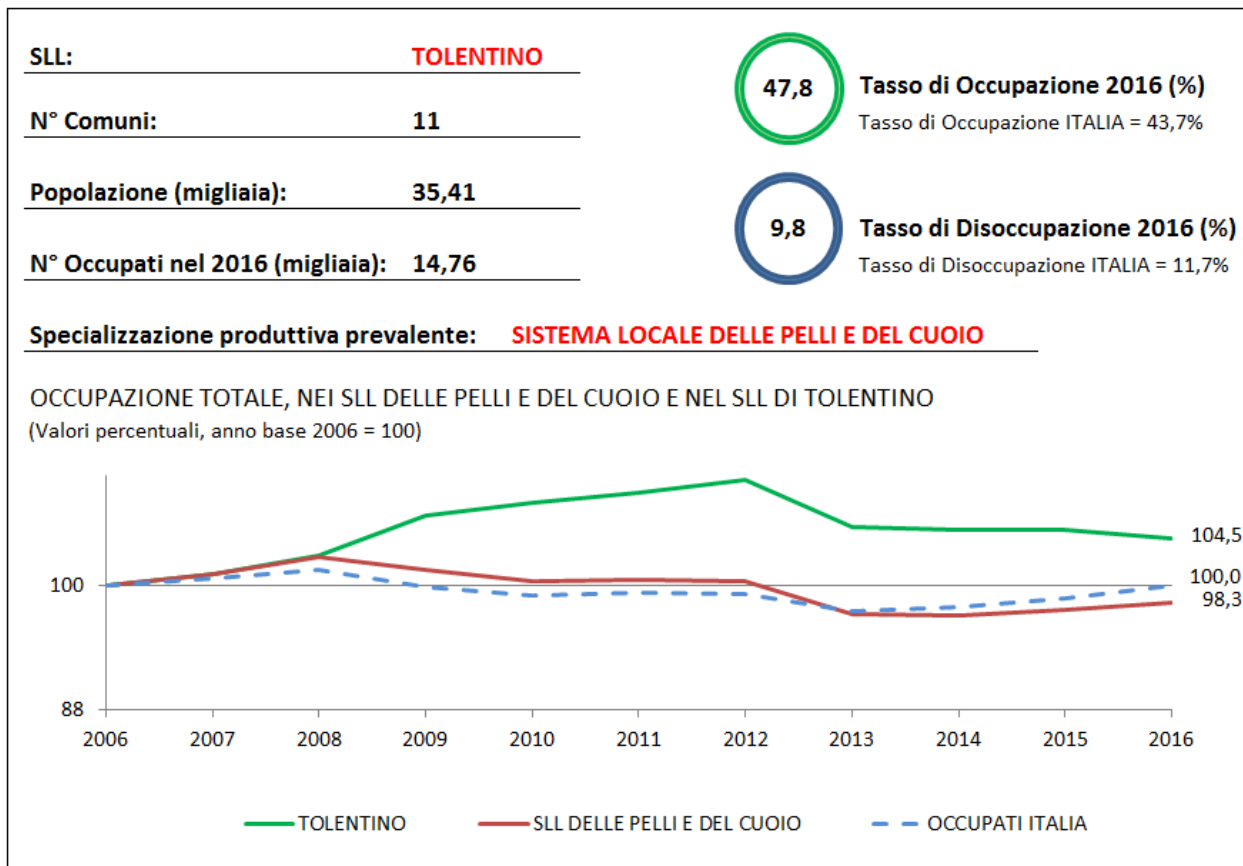 SLL: TOLENTINO
N° Comuni: 11
Popolazione (migliaia): 35,41
N° Occupati nel 2016 (migliaia): 14,76
47,8
Tasso di Occupazione 2016 (%)
Tasso di Occupazione ITALIA = 43,7%
9,8
Tasso di Disoccupazione 2016 (%)
Tasso di Disoccupazione ITALIA = 11,7%
Specializzazione produttiva prevalente: SISTEMA LOCALE DELLE PELLI E DEL CUOIO
OCCUPAZIONE TOTALE, NEI SLL DELLE PELLI E DEL CUOIO E NEL SLL DI TOLENTINO
(Valori percentuali, anno base 2006 = 100)
104,5
100 100,0
98,3
88
2006 2007 2008 2009 2010 2011 2012 2013 2014 2015 2016
TOLENTINO SLL DELLE PELLI E DEL CUOIO OCCUPATI ITALIA